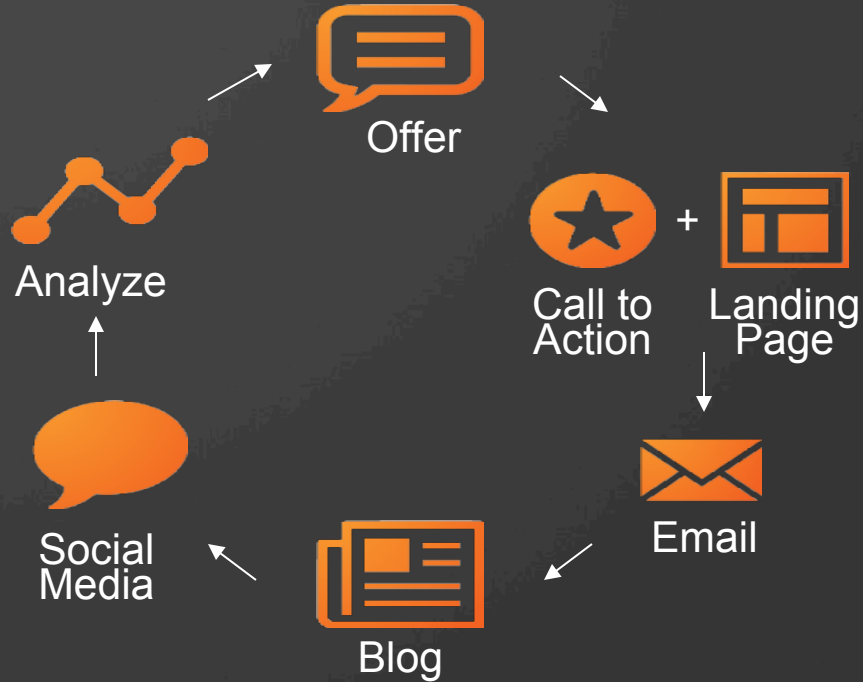 Offer
+
Call to
Action
Landing
Page
Email
Blog
Social
Media
Analyze